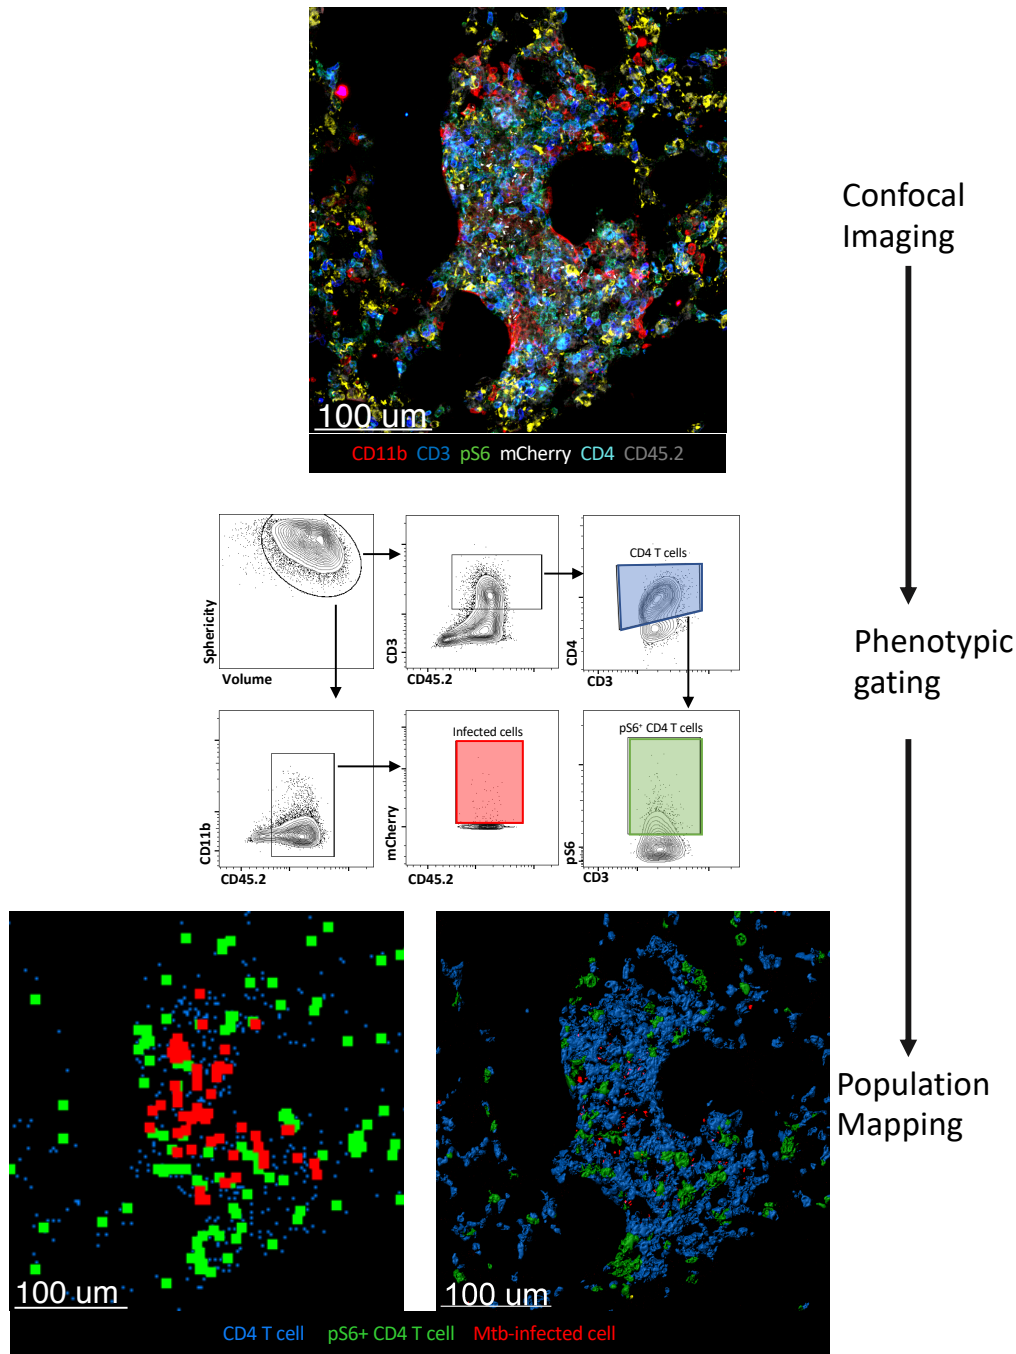 Confocal
Imaging
100 um
CD11b CD3 pS6 mCherry CD4 CD45.2
Sphericity
Volume
CD3
CD45.2
CD4 T cells
CD4
CD3
Phenotypic
gating
CD11b
CD45.2
Infected cells
mCherry
CD45.2
pS6⁺ CD4 T cells
pS6
CD3
Population
Mapping
100 um
100 um
CD4 T cell pS6+ CD4 T cell Mtb-infected cell